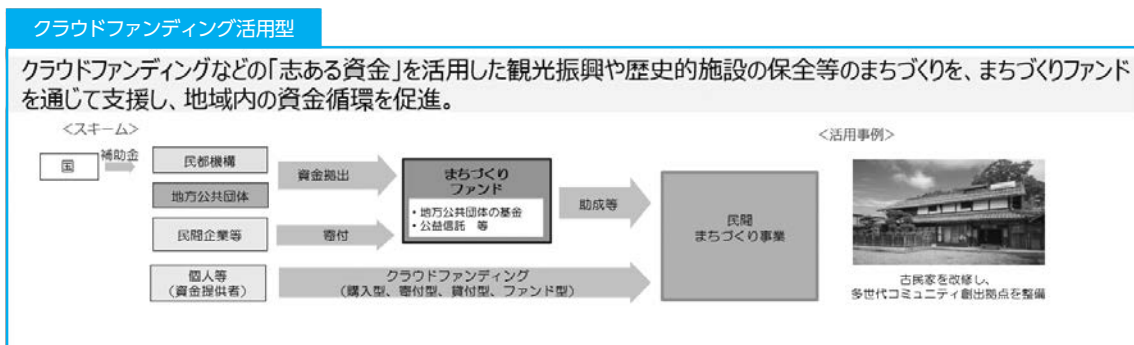 クラウドファンディング活用型
クラウドファンディングなどの「志ある資金」を活用した観光振興や歴史的施設の保全等のまちづくりを、まちづくりファンド
を通じて支援し、地域内の資金循環を促進。
<スキーム>
<活用事例>
国
補助金
民都機構
地方公共団体
民間企業等
個人等
(資金提供者)
資金拠出
寄付
まちづくり
ファンド
・地方公共団体の基金
・公益信託 等
助成等
クラウドファンディング
(購入型、寄付型、貸付型、ファンド型)
民間
まちづくり事業
古民家を改修し、
多世代コミュニティ創出拠点を整備